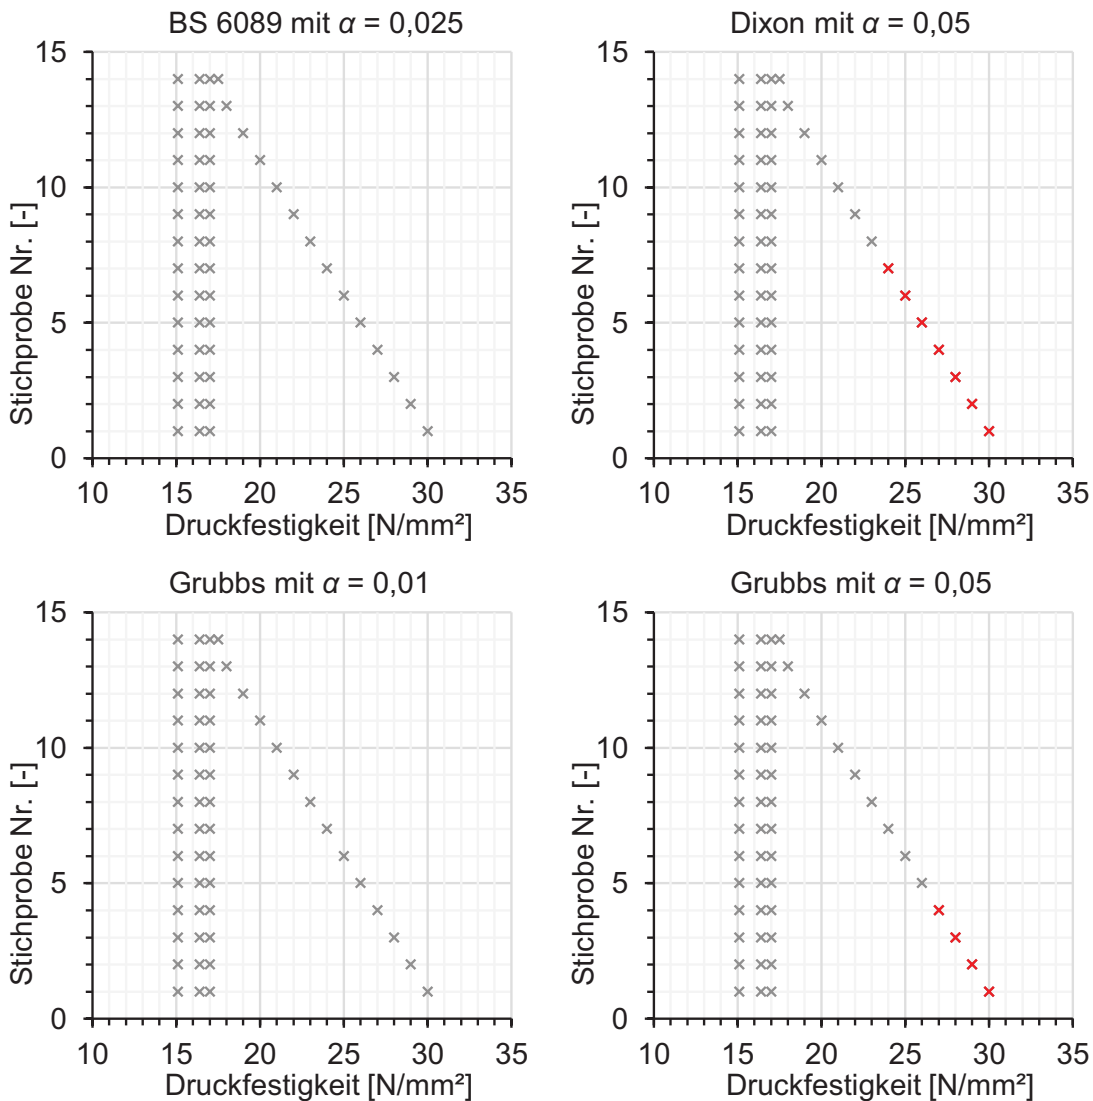 BS 6089 mit α = 0,025
15
10
5
0
Stichprobe Nr. [-]
10 15 20 25 30 35
Druckfestigkeit [N/mm²]
Dixon mit α = 0,05
15
10
5
0
Stichprobe Nr. [-]
10 15 20 25 30 35
Druckfestigkeit [N/mm²]
Grubbs mit α = 0,01
15
10
5
0
Stichprobe Nr. [-]
10 15 20 25 30 35
Druckfestigkeit [N/mm²]
Grubbs mit α = 0,05
15
10
5
0
Stichprobe Nr. [-]
10 15 20 25 30 35
Druckfestigkeit [N/mm²]